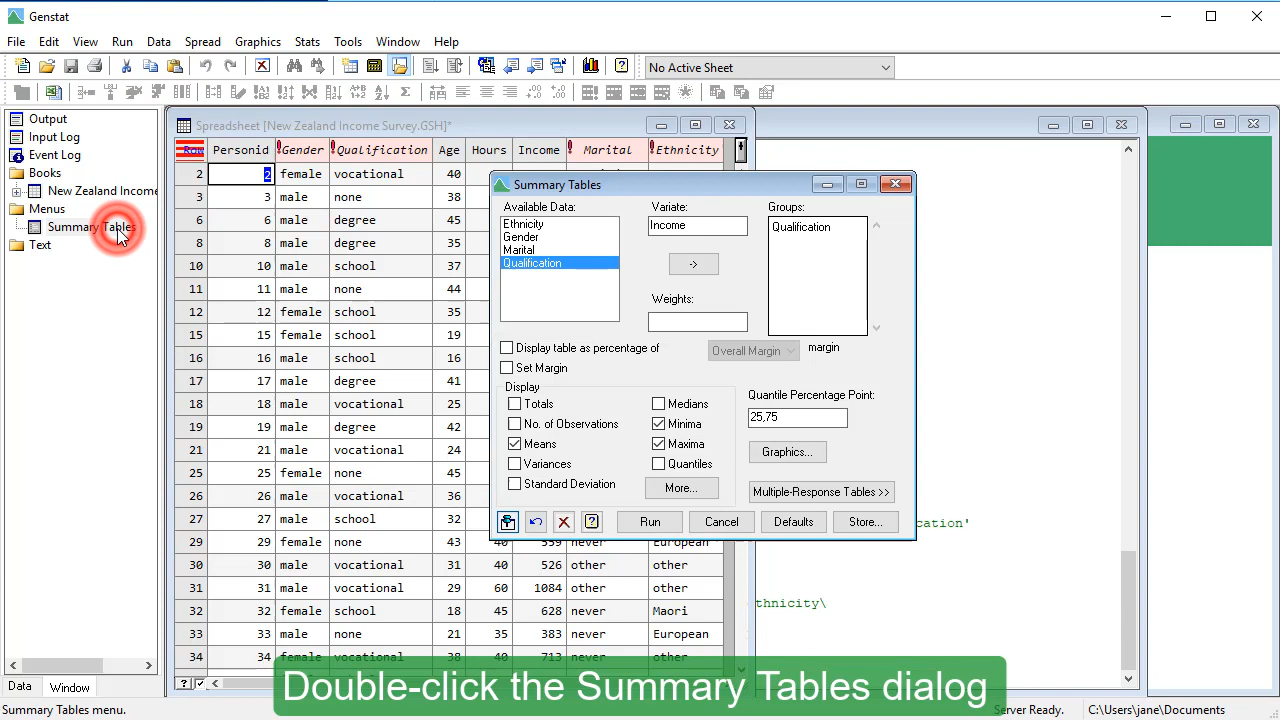 Genstat
File Edit View Run Data Spread Graphics Stats Tools Window Help
No Active Sheet
Output
Input Log
Event Log
Books
New Zealand Income
Menus
Summary Tables
Text
Data Window
Spreadsheet [New Zealand Income Survey.GSH]*
Row Personid !Gender !Qualification Age Hours Income ! Marital !Ethnicity
2 2 female vocational 40
3 3 male none 38
6 6 male degree 45
8 8 male degree 35
10 10 male school 37
11 11 male none 44
12 12 female school 35
15 15 female school 19
16 16 male school 16
17 17 male degree 41
18 18 male vocational 25
19 19 male degree 42
21 21 male vocational 24
25 25 female none 45
26 26 male vocational 36
27 27 male school 32
29 29 female none 43 40 559 never European
30 30 male vocational 31 40 526 other other
31 31 male vocational 29 60 1084 other other
32 32 female school 18 45 628 never Maori
33 33 male none 21 35 383 never European
34 34 female vocational 38 40 713 never other
Summary Tables
Available Data: Variate: Groups:
Ethnicity
Gender
Marital
Qualification
Income
Qualification
->
Weights:
Display table as percentage of Overall Margin margin
Set Margin
Display
Totals Medians
No. of Observations Minima
Means Maxima
Variances Quantiles
Standard Deviation More...
Quantile Percentage Point:
25,75
Graphics...
Multiple-Response Tables >>
Run Cancel Defaults Store...
cation'
thnicity\
Double-click the Summary Tables dialog
Summary Tables menu. Server Ready. C:\Users\jane\Documents